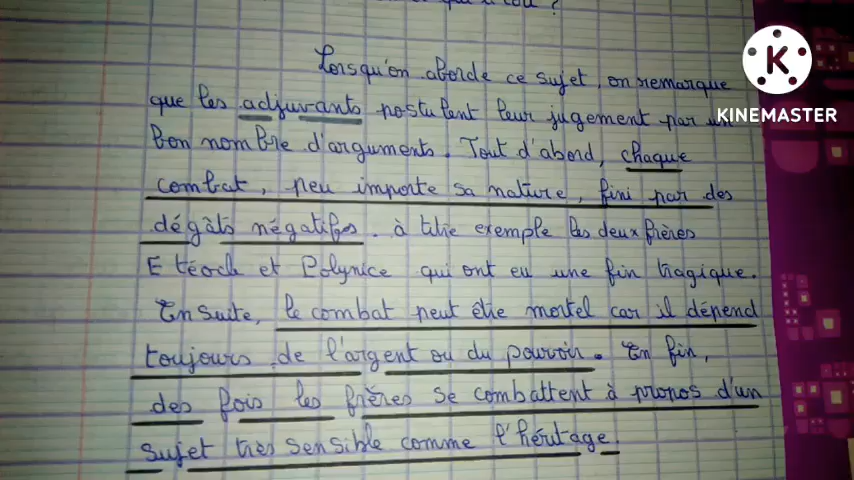 Lorsqu'on aborde ce sujet, on remarque
que les adjuvants postulent leur jugement par un
bon nombre d'arguments. Tout d'abord, chaque
combat, peu importe sa nature, fini par des
dégâts négatifs. à titre exemple les deux frères
Etéocle et Polynice qui ont eu une fin tragique.
Ensuite, le combat peut être mortel car il dépend
toujours de l'argent ou du pouvoir. En fin,
des fois les frères se combattent à propos d'un
sujet très sensible comme l'héritage.
K
KINEMASTER